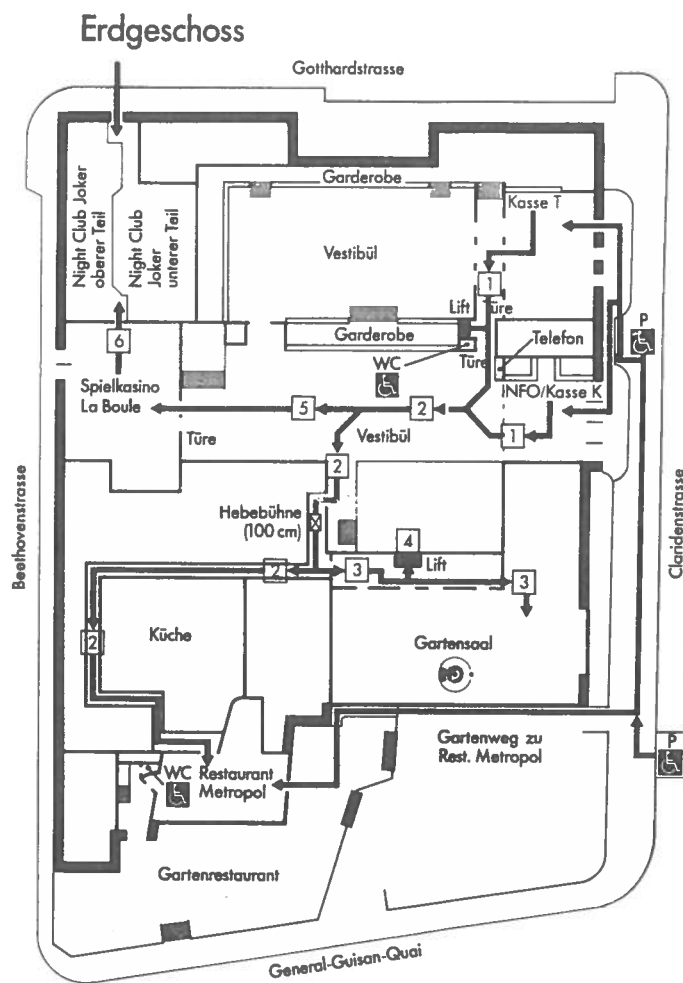 Erdgeschoss
Gotthardstrasse
Garderobe
Kasse T
Night Club Joker
oberer Teil
Night Club
Joker
unterer Teil
Vestibül
1
Lift
Türe
P
Garderobe
Telefon
6
WC
Türe
Spielkasino
La Boule
INFO/Kasse K
5
2
Türe
Vestibül
1
2
Beethovenstrasse
Claridenstrasse
Hebebühne
(100 cm)
4
Lift
2
3
3
2
Küche
Gartensaal
Gartenweg zu
Rest. Metropol
P
WC
Restaurant
Metropol
Gartenrestaurant
General-Guisan-Quai